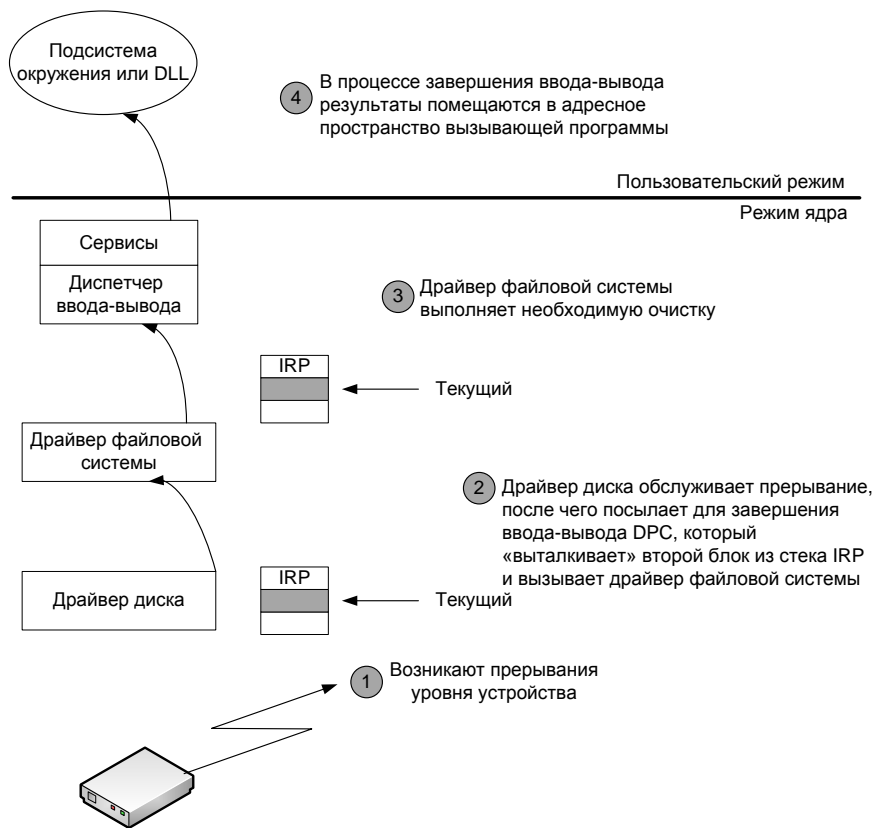 Подсистема
окружения или DLL
4
В процессе завершения ввода-вывода
результаты помещаются в адресное
пространство вызывающей программы
Пользовательский режим
Режим ядра
Сервисы
Диспетчер
ввода-вывода
3
Драйвер файловой системы
выполняет необходимую очистку
IRP
Текущий
Драйвер файловой
системы
2
Драйвер диска обслуживает прерывание,
после чего посылает для завершения
ввода-вывода DPC, который
«выталкивает» второй блок из стека IRP
и вызывает драйвер файловой системы
Драйвер диска
IRP
Текущий
1
Возникают прерывания
уровня устройства